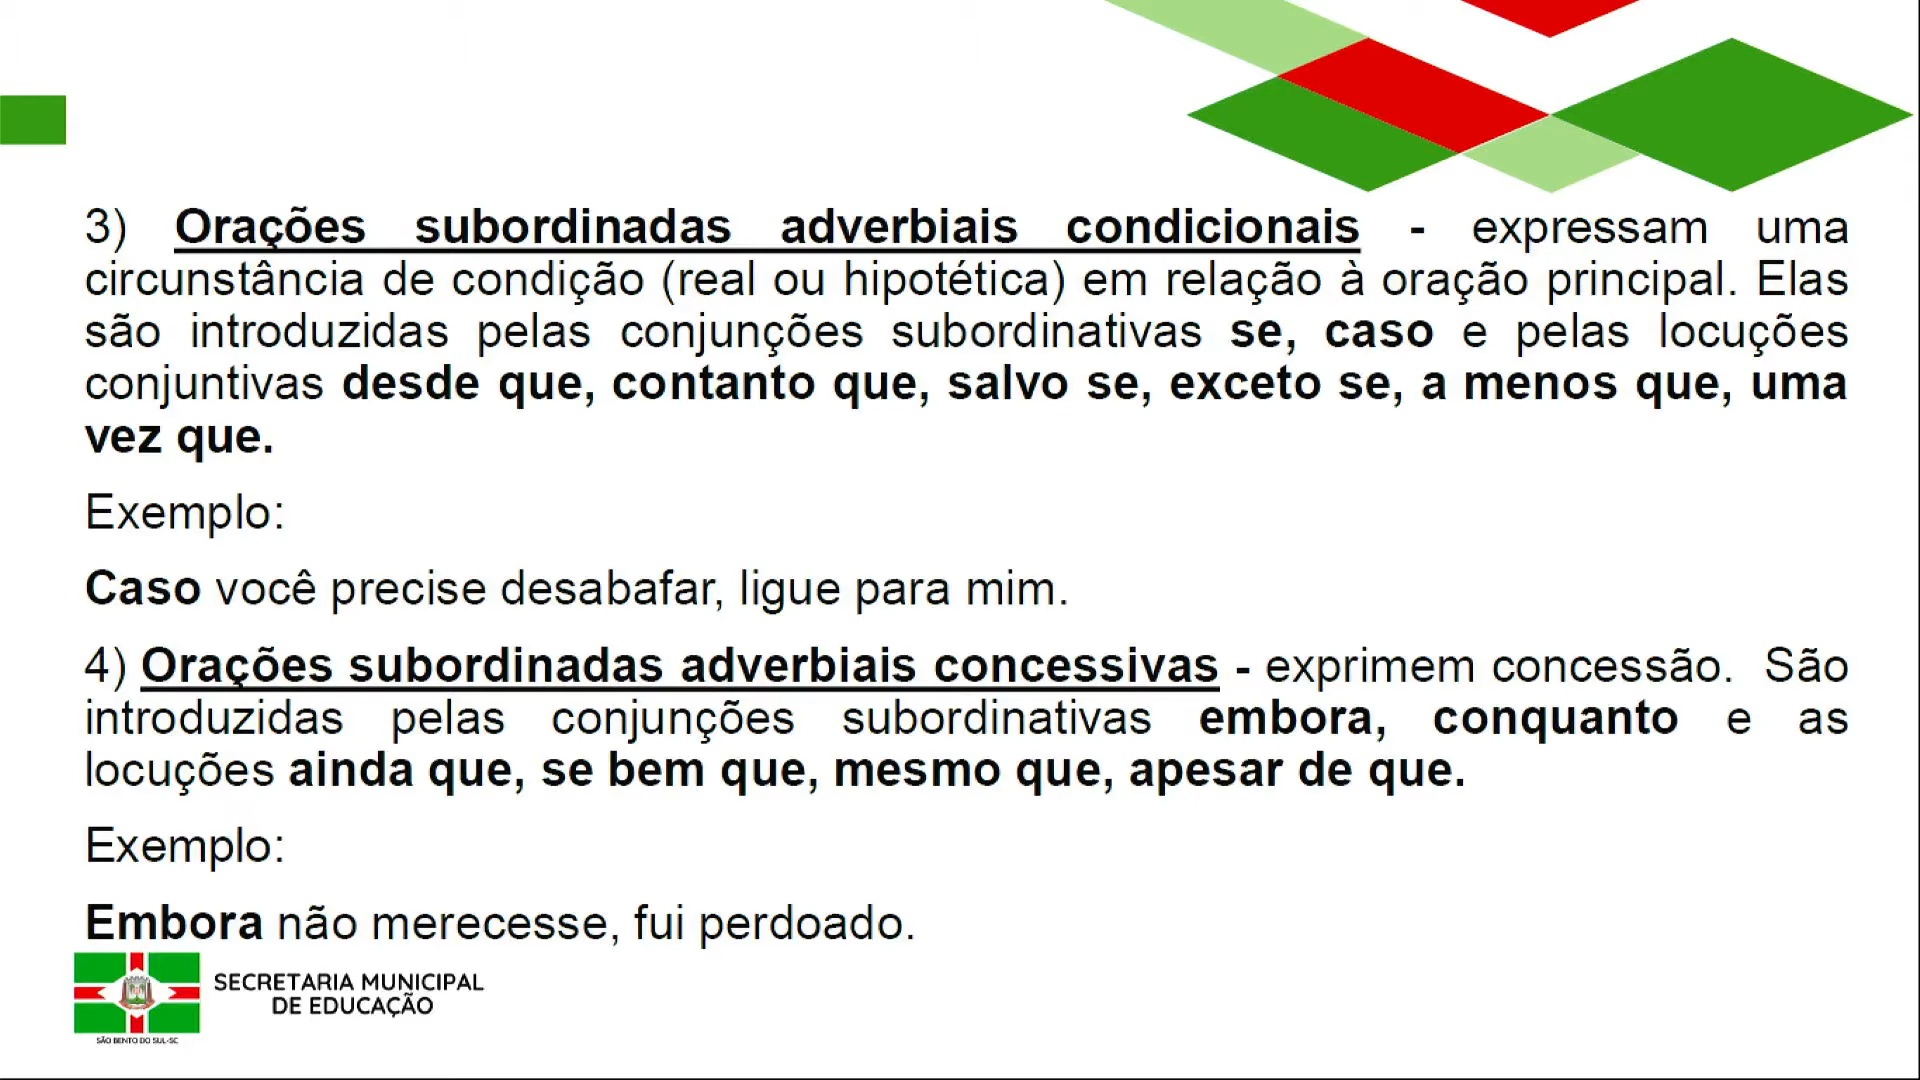 3) Orações subordinadas adverbiais condicionais - expressam uma
circunstância de condição (real ou hipotética) em relação à oração principal. Elas
são introduzidas pelas conjunções subordinativas se, caso e pelas locuções
conjuntivas desde que, contanto que, salvo se, exceto se, a menos que, uma
vez que.
Exemplo:
Caso você precise desabafar, ligue para mim.
4) Orações subordinadas adverbiais concessivas - exprimem concessão. São
introduzidas pelas conjunções subordinativas embora, conquanto e as
locuções ainda que, se bem que, mesmo que, apesar de que.
Exemplo:
Embora não merecesse, fui perdoado.
SECRETARIA MUNICIPAL
DE EDUCAÇÃO
SÃO BENTO DO SUL-SC